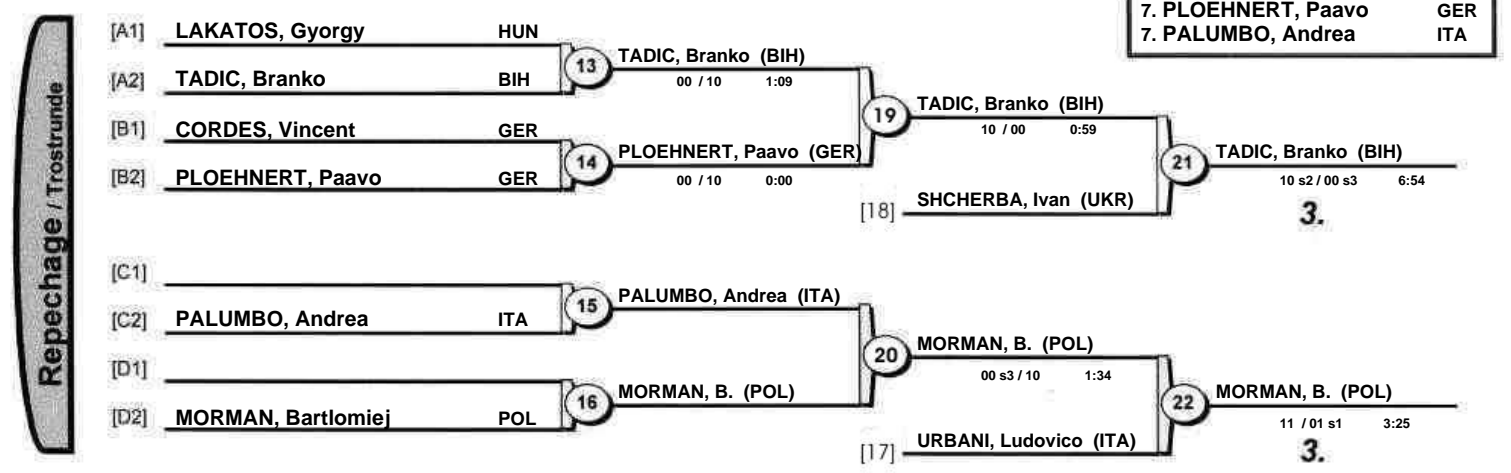 7. PLOEHNERT, Paavo GER
7. PALUMBO, Andrea ITA
Repechage / Trostrunde
[A1] LAKATOS, Gyorgy HUN
[A2] TADIC, Branko BIH
13 TADIC, Branko (BIH)
00 / 10 1:09
[B1] CORDES, Vincent GER
[B2] PLOEHNERT, Paavo GER
14 PLOEHNERT, Paavo (GER)
00 / 10 0:00
19 TADIC, Branko (BIH)
10 / 00 0:59
[18] SHCHERBA, Ivan (UKR)
21 TADIC, Branko (BIH)
10 s2 / 00 s3 6:54
3.
[C1]
[C2] PALUMBO, Andrea ITA
15 PALUMBO, Andrea (ITA)
[D1]
[D2] MORMAN, Bartlomiej POL
16 MORMAN, B. (POL)
20 MORMAN, B. (POL)
00 s3 / 10 1:34
[17] URBANI, Ludovico (ITA)
22 MORMAN, B. (POL)
11 / 01 s1 3:25
3.